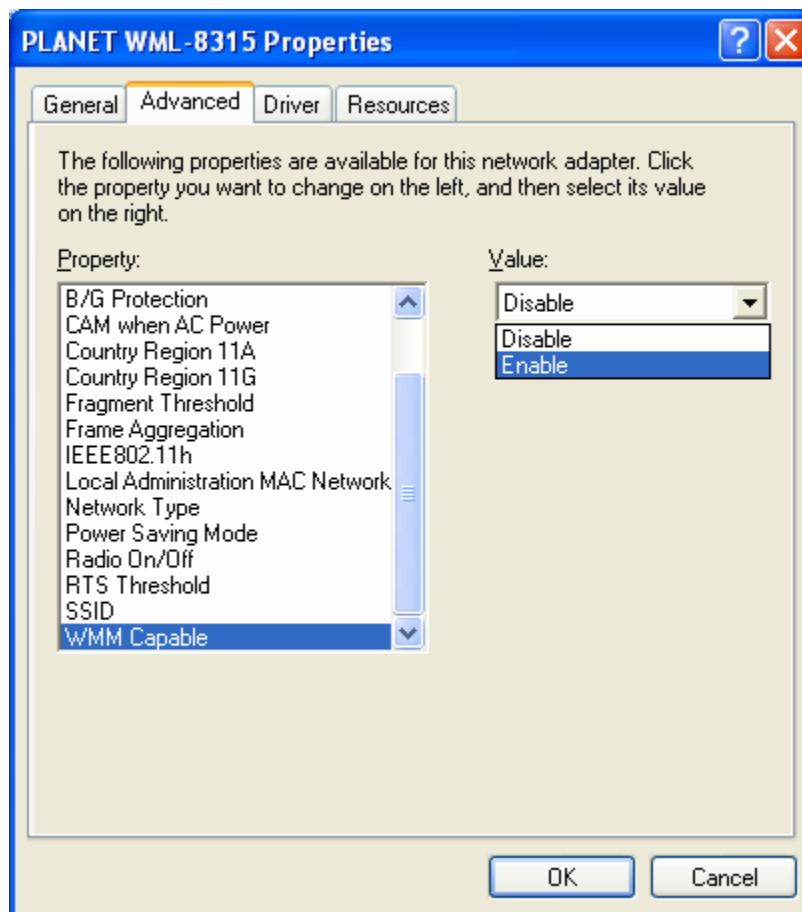 PLANET WML-8315 Properties
General Advanced Driver Resources
The following properties are available for this network adapter. Click
the property you want to change on the left, and then select its value
on the right.
Property:
B/G Protection
CAM when AC Power
Country Region 11A
Country Region 11G
Fragment Threshold
Frame Aggregation
IEEE802.11h
Local Administration MAC Network
Network Type
Power Saving Mode
Radio On/Off
RTS Threshold
SSID
WMM Capable
Value:
Disable
Disable
Enable
OK Cancel